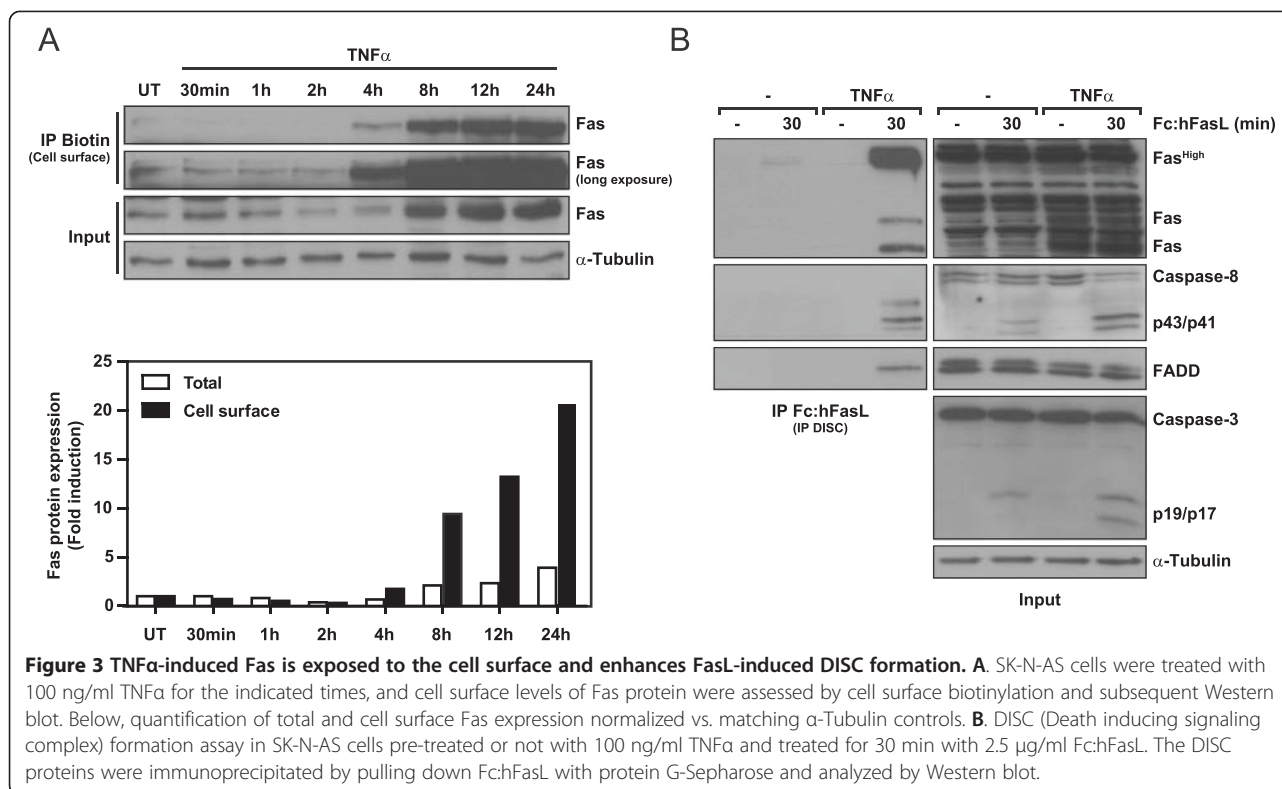 A
TNFα
UT 30min 1h 2h 4h 8h 12h 24h
IP Biotin
(Cell surface)
Fas
Fas
(long exposure)
Input
Fas
α-Tubulin
Fas protein expression
(Fold induction)
25
20
15
10
5
0
Total
Cell surface
UT 30min 1h 2h 4h 8h 12h 24h
B
- TNFα - TNFα
- 30 - 30 - 30 - 30 Fc:hFasL (min)
FasHigh
Fas
Fas
Caspase-8
p43/p41
FADD
IP Fc:hFasL
(IP DISC)
Caspase-3
p19/p17
α-Tubulin
Input
Figure 3 TNFα-induced Fas is exposed to the cell surface and enhances FasL-induced DISC formation. A. SK-N-AS cells were treated with
100 ng/ml TNFα for the indicated times, and cell surface levels of Fas protein were assessed by cell surface biotinylation and subsequent Western
blot. Below, quantification of total and cell surface Fas expression normalized vs. matching α-Tubulin controls. B. DISC (Death inducing signaling
complex) formation assay in SK-N-AS cells pre-treated or not with 100 ng/ml TNFα and treated for 30 min with 2.5 μg/ml Fc:hFasL. The DISC
proteins were immunoprecipitated by pulling down Fc:hFasL with protein G-Sepharose and analyzed by Western blot.